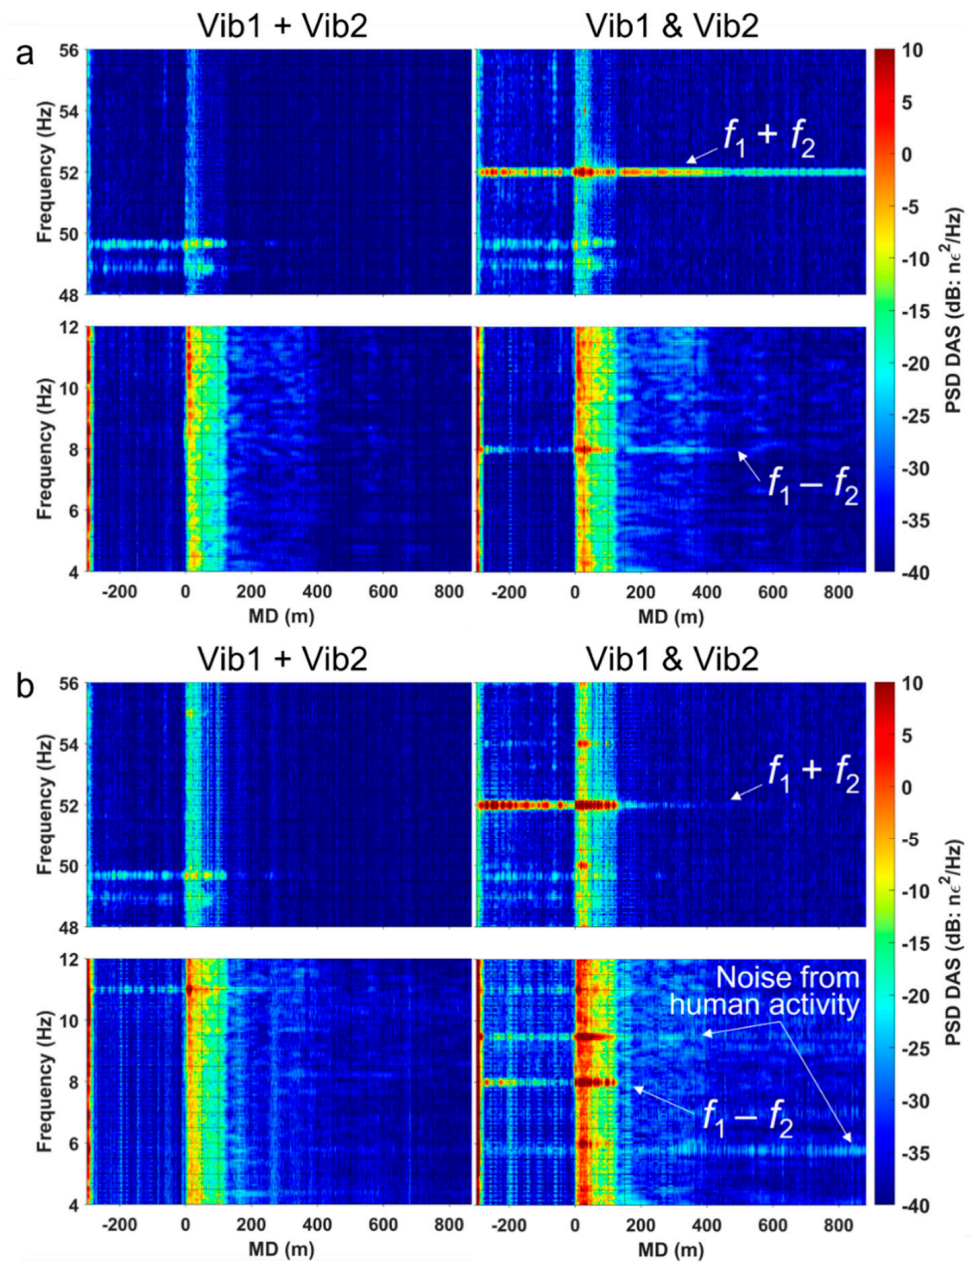 Vib1 + Vib2
Vib1 & Vib2
a
56
54
52
50
48
Frequency (Hz)
f1 + f2
12
10
8
6
4
Frequency (Hz)
f1 − f2
-200 0 200 400 600 800
MD (m)
-200 0 200 400 600 800
MD (m)
10
5
0
-5
-10
-15
-20
-25
-30
-35
-40
PSD DAS (dB: nϵ²/Hz)
Vib1 + Vib2
Vib1 & Vib2
b
56
54
52
50
48
Frequency (Hz)
f1 + f2
12
10
8
6
4
Frequency (Hz)
Noise from
human activity
f1 − f2
-200 0 200 400 600 800
MD (m)
-200 0 200 400 600 800
MD (m)
10
5
0
-5
-10
-15
-20
-25
-30
-35
-40
PSD DAS (dB: nϵ²/Hz)